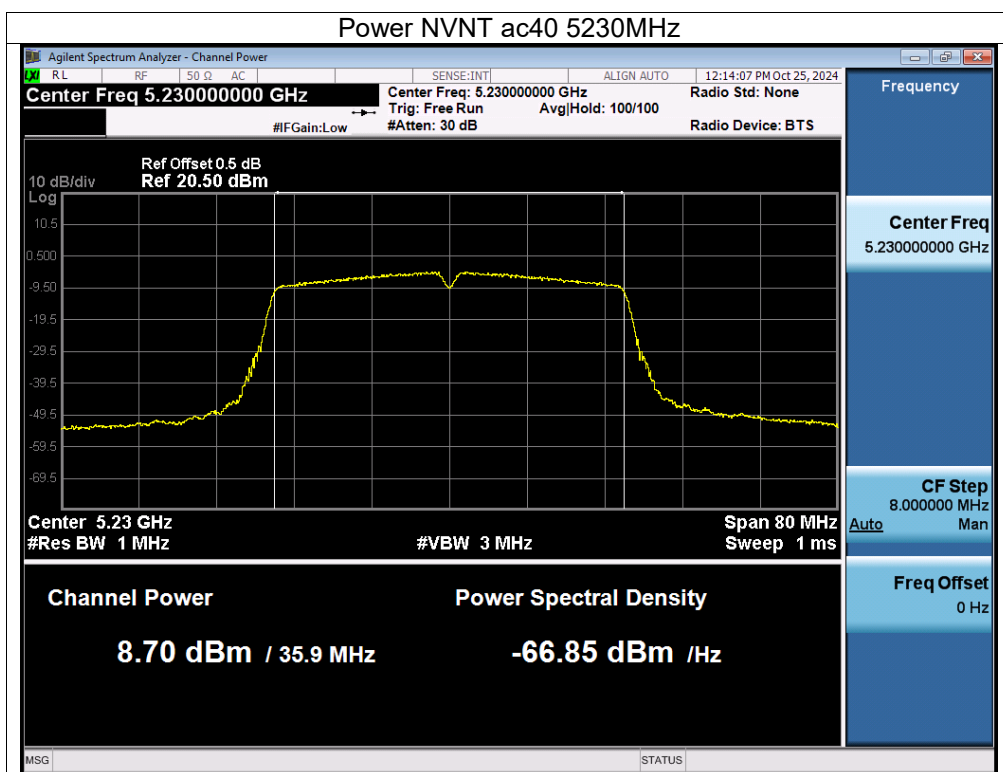 Power NVNT ac40 5230MHz
Agilent Spectrum Analyzer - Channel Power
LXI RL RF 50 Ω AC SENSE:INT ALIGN AUTO 12:14:07 PM Oct 25, 2024
Center Freq 5.230000000 GHz
#IFGain:Low
Center Freq: 5.230000000 GHz
Trig: Free Run Avg|Hold: 100/100
#Atten: 30 dB
Radio Std: None
Radio Device: BTS
Ref Offset 0.5 dB
10 dB/div Ref 20.50 dBm
Log
10.5
0.500
-9.50
-19.5
-29.5
-39.5
-49.5
-59.5
-69.5
Center 5.23 GHz Span 80 MHz
#Res BW 1 MHz #VBW 3 MHz Sweep 1 ms
Channel Power Power Spectral Density
8.70 dBm / 35.9 MHz -66.85 dBm /Hz
Frequency
Center Freq
5.230000000 GHz
CF Step
8.000000 MHz
Auto Man
Freq Offset
0 Hz
MSG STATUS